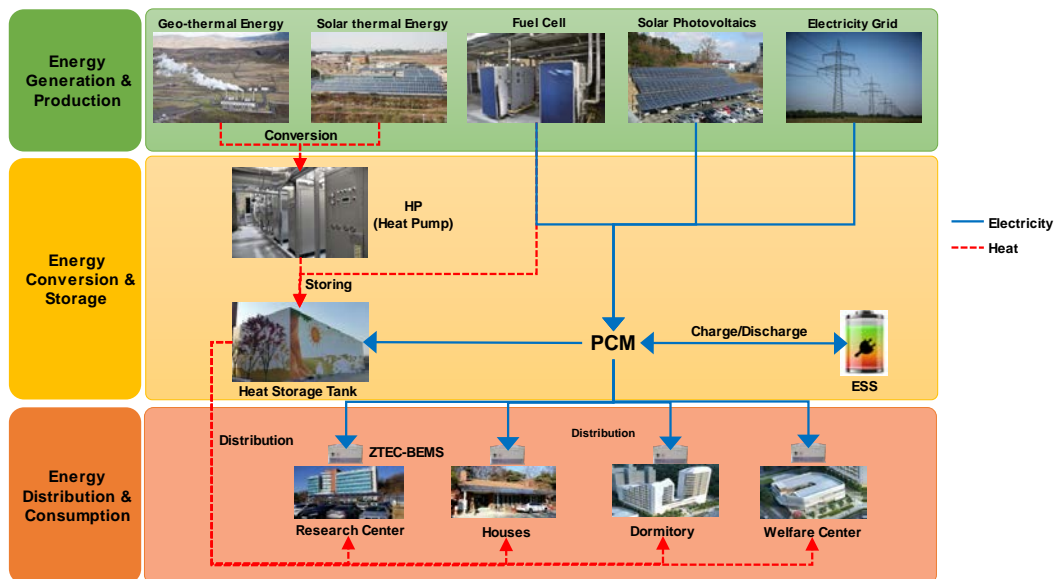 Geo-thermal Energy
Solar thermal Energy
Fuel Cell
Solar Photovoltaics
Electricity Grid
Energy
Generation &
Production
Conversion
HP
(Heat Pump)
Electricity
Heat
Energy
Conversion &
Storage
Storing
PCM
Charge/Discharge
Heat Storage Tank
ESS
Distribution
Distribution
ZTEC-BEMS
Energy
Distribution &
Consumption
Research Center
Houses
Dormitory
Welfare Center